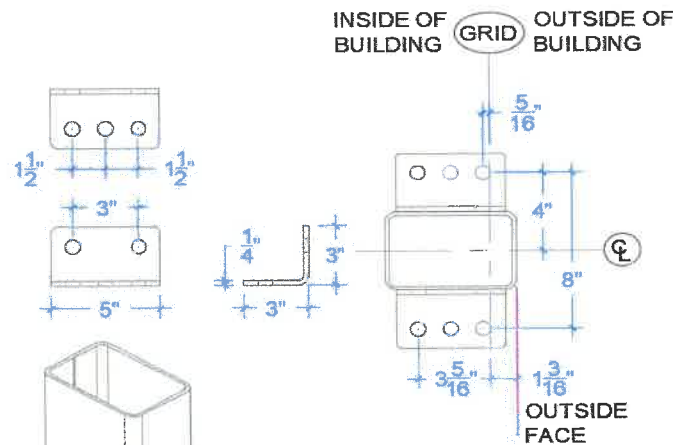 INSIDE OF
BUILDING
GRID
OUTSIDE OF
BUILDING
5/16"
1 1/2"
1 1/2"
3"
4"
1/4"
3"
℄
8"
5"
3"
3 5/16"
1 3/16"
OUTSIDE
FACE